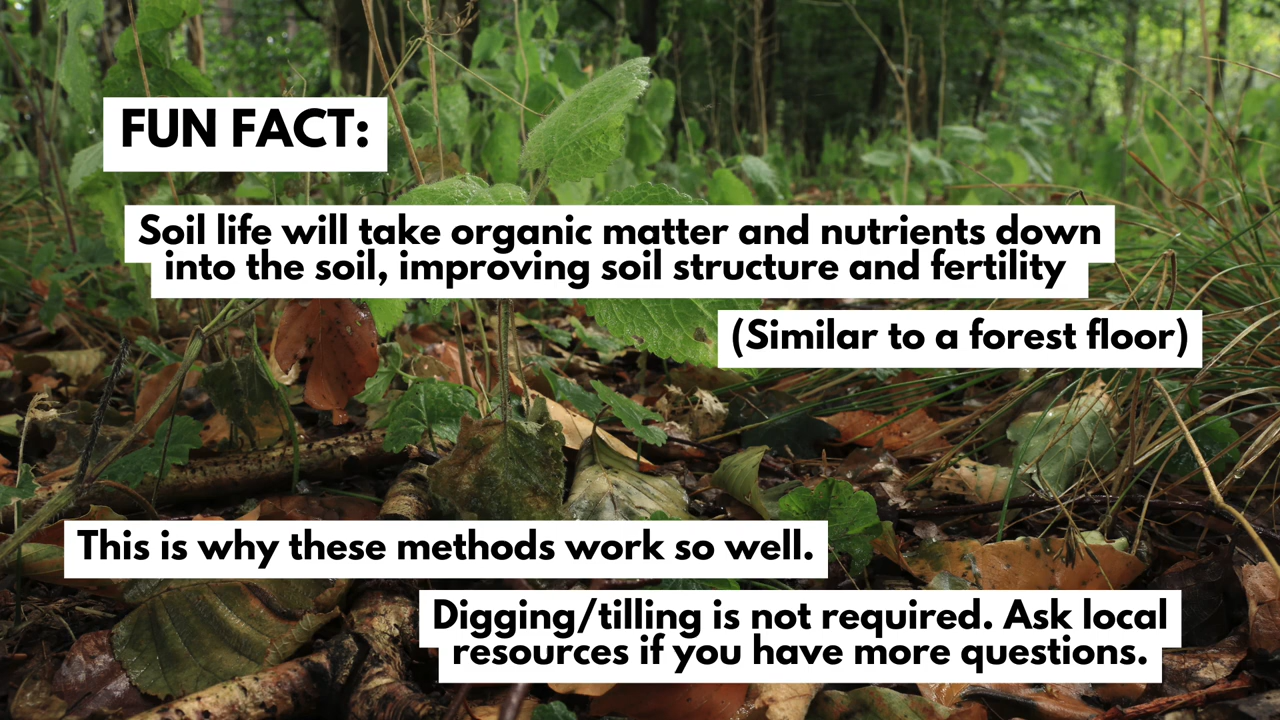 FUN FACT:
Soil life will take organic matter and nutrients down
into the soil, improving soil structure and fertility
(Similar to a forest floor)
This is why these methods work so well.
Digging/tilling is not required. Ask local
resources if you have more questions.